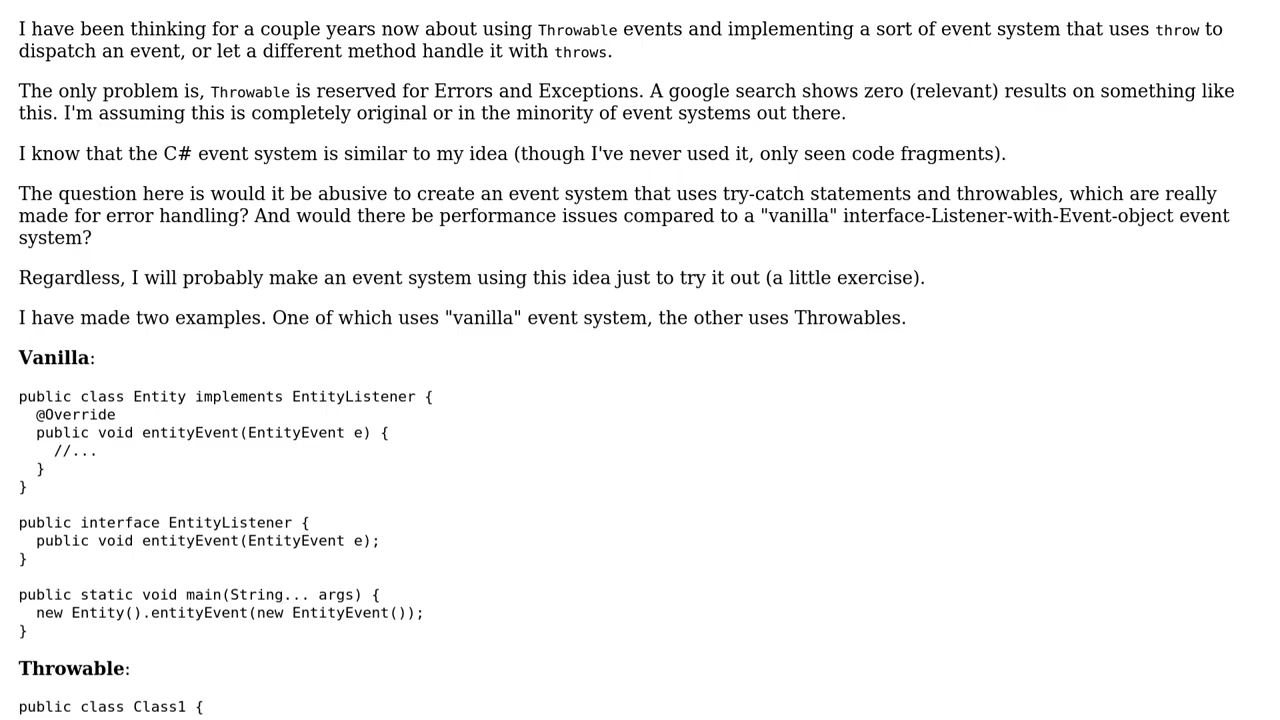 I have been thinking for a couple years now about using Throwable events and implementing a sort of event system that uses throw to
dispatch an event, or let a different method handle it with throws.
The only problem is, Throwable is reserved for Errors and Exceptions. A google search shows zero (relevant) results on something like
this. I'm assuming this is completely original or in the minority of event systems out there.
I know that the C# event system is similar to my idea (though I've never used it, only seen code fragments).
The question here is would it be abusive to create an event system that uses try-catch statements and throwables, which are really
made for error handling? And would there be performance issues compared to a "vanilla" interface-Listener-with-Event-object event
system?
Regardless, I will probably make an event system using this idea just to try it out (a little exercise).
I have made two examples. One of which uses "vanilla" event system, the other uses Throwables.
Vanilla:
public class Entity implements EntityListener {
  @Override
  public void entityEvent(EntityEvent e) {
    //...
  }
}
public interface EntityListener {
  public void entityEvent(EntityEvent e);
}
public static void main(String... args) {
  new Entity().entityEvent(new EntityEvent());
}
Throwable:
public class Class1 {